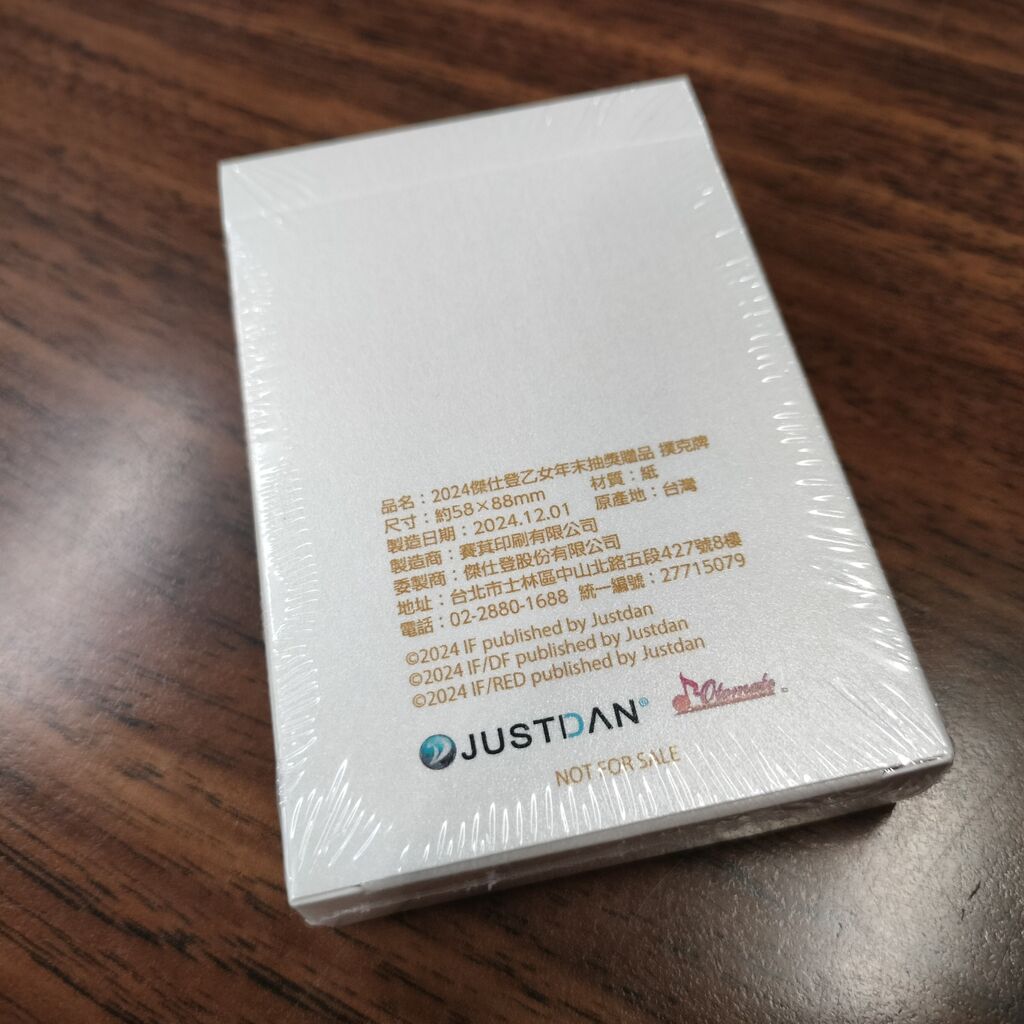 品名：2024傑仕登乙女年末抽獎贈品 撲克牌
尺寸：約58×88mm 材質：紙
製造日期：2024.12.01 原產地：台灣
製造商：賽萁印刷有限公司
委製商：傑仕登股份有限公司
地址：台北市士林區中山北路五段427號8樓
電話：02-2880-1688 統一編號：27715079
©2024 IF published by Justdan
©2024 IF/DF published by Justdan
©2024 IF/RED published by Justdan
JUSTDAN® Otomate
NOT FOR SALE